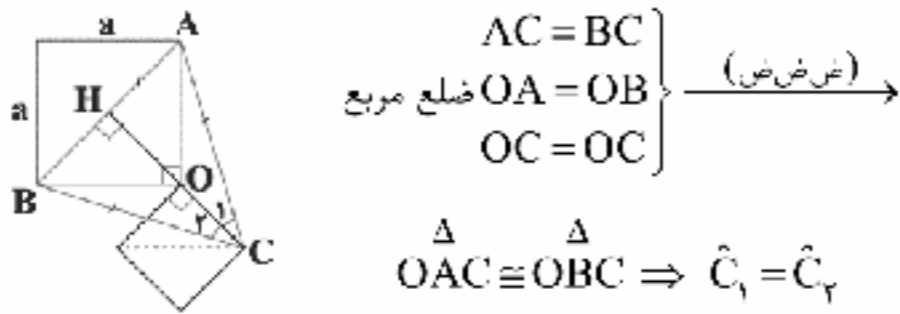 a
A
H
a
B
O
۲ ۱
C
AC = BC
ضلع مربع OA = OB (ض ض ض)
OC = OC
OAC ≅ OBC ⇒ Ĉ۱ = Ĉ۲
Δ Δ